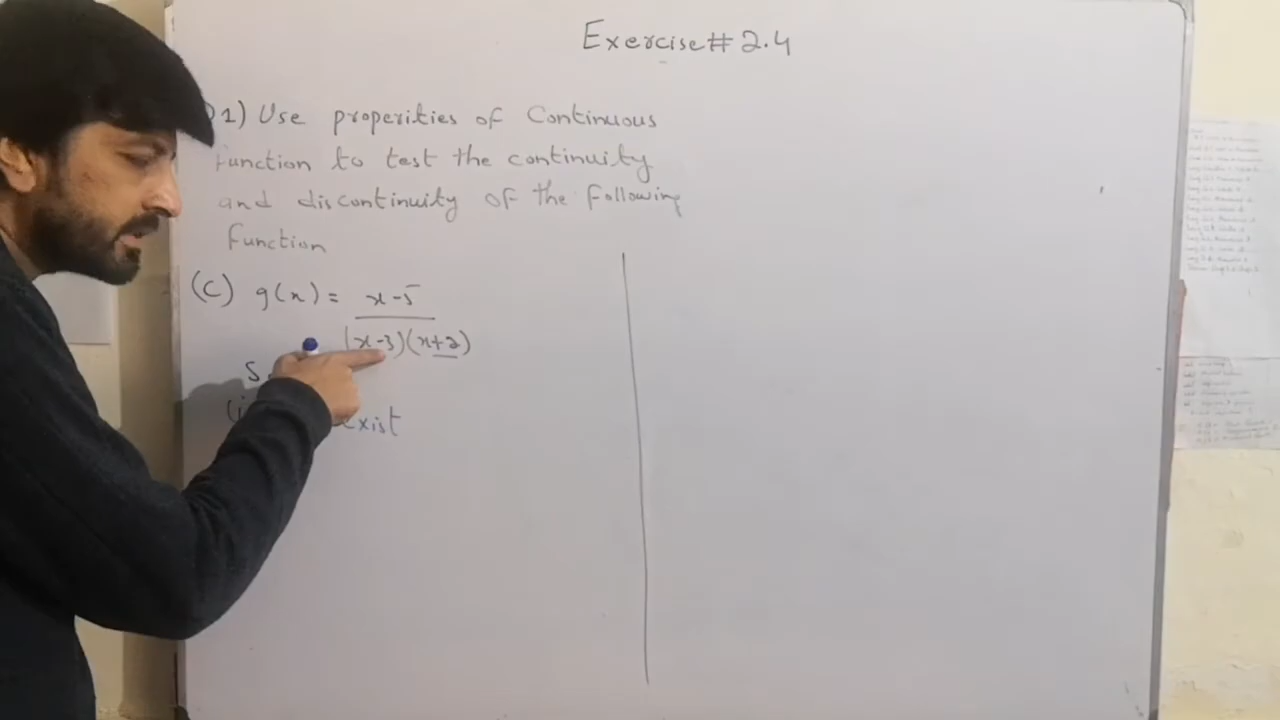 Exercise # 2.4
Q1) Use properities of Continuous
function to test the continuity
and discontinuity of the following
function
(C) g(x) = x-5
(x-3)(x+2)
S
(i
exist